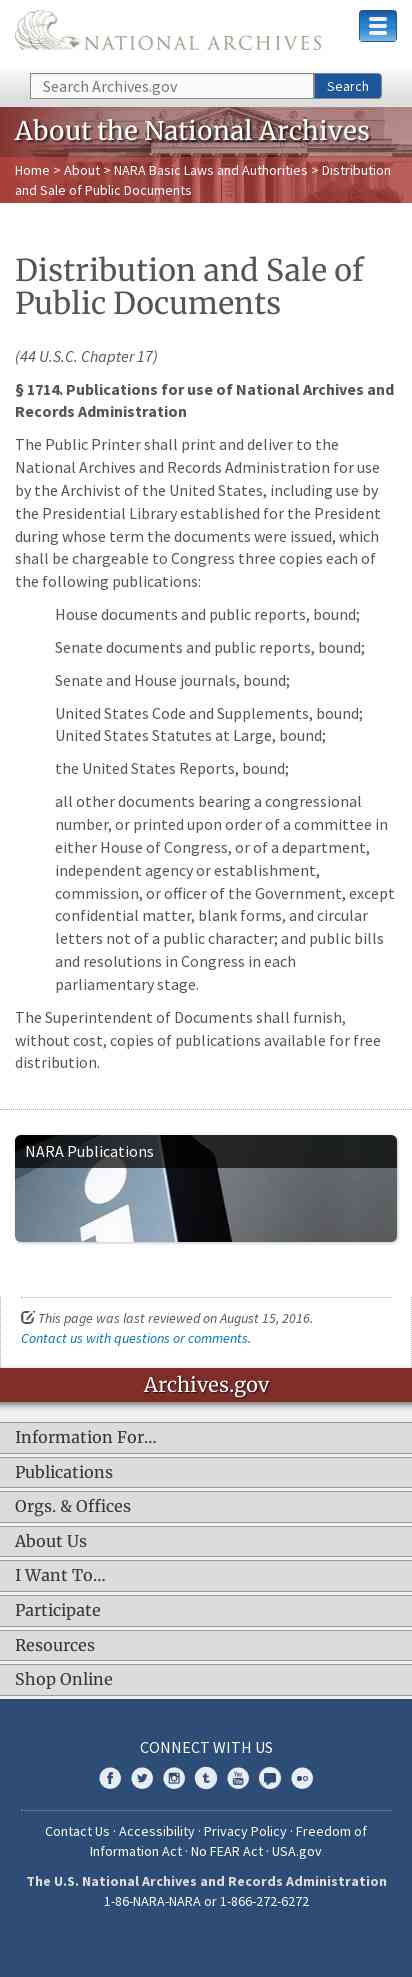 NATIONAL ARCHIVES
Search Archives.gov
Search
About the National Archives
Home > About > NARA Basic Laws and Authorities > Distribution
and Sale of Public Documents
Distribution and Sale of
Public Documents
(44 U.S.C. Chapter 17)
§ 1714. Publications for use of National Archives and
Records Administration
The Public Printer shall print and deliver to the
National Archives and Records Administration for use
by the Archivist of the United States, including use by
the Presidential Library established for the President
during whose term the documents were issued, which
shall be chargeable to Congress three copies each of
the following publications:
House documents and public reports, bound;
Senate documents and public reports, bound;
Senate and House journals, bound;
United States Code and Supplements, bound;
United States Statutes at Large, bound;
the United States Reports, bound;
all other documents bearing a congressional
number, or printed upon order of a committee in
either House of Congress, or of a department,
independent agency or establishment,
commission, or officer of the Government, except
confidential matter, blank forms, and circular
letters not of a public character; and public bills
and resolutions in Congress in each
parliamentary stage.
The Superintendent of Documents shall furnish,
without cost, copies of publications available for free
distribution.
NARA Publications
This page was last reviewed on August 15, 2016.
Contact us with questions or comments.
Archives.gov
Information For…
Publications
Orgs. & Offices
About Us
I Want To…
Participate
Resources
Shop Online
CONNECT WITH US
Contact Us · Accessibility · Privacy Policy · Freedom of
Information Act · No FEAR Act · USA.gov
The U.S. National Archives and Records Administration
1-86-NARA-NARA or 1-866-272-6272